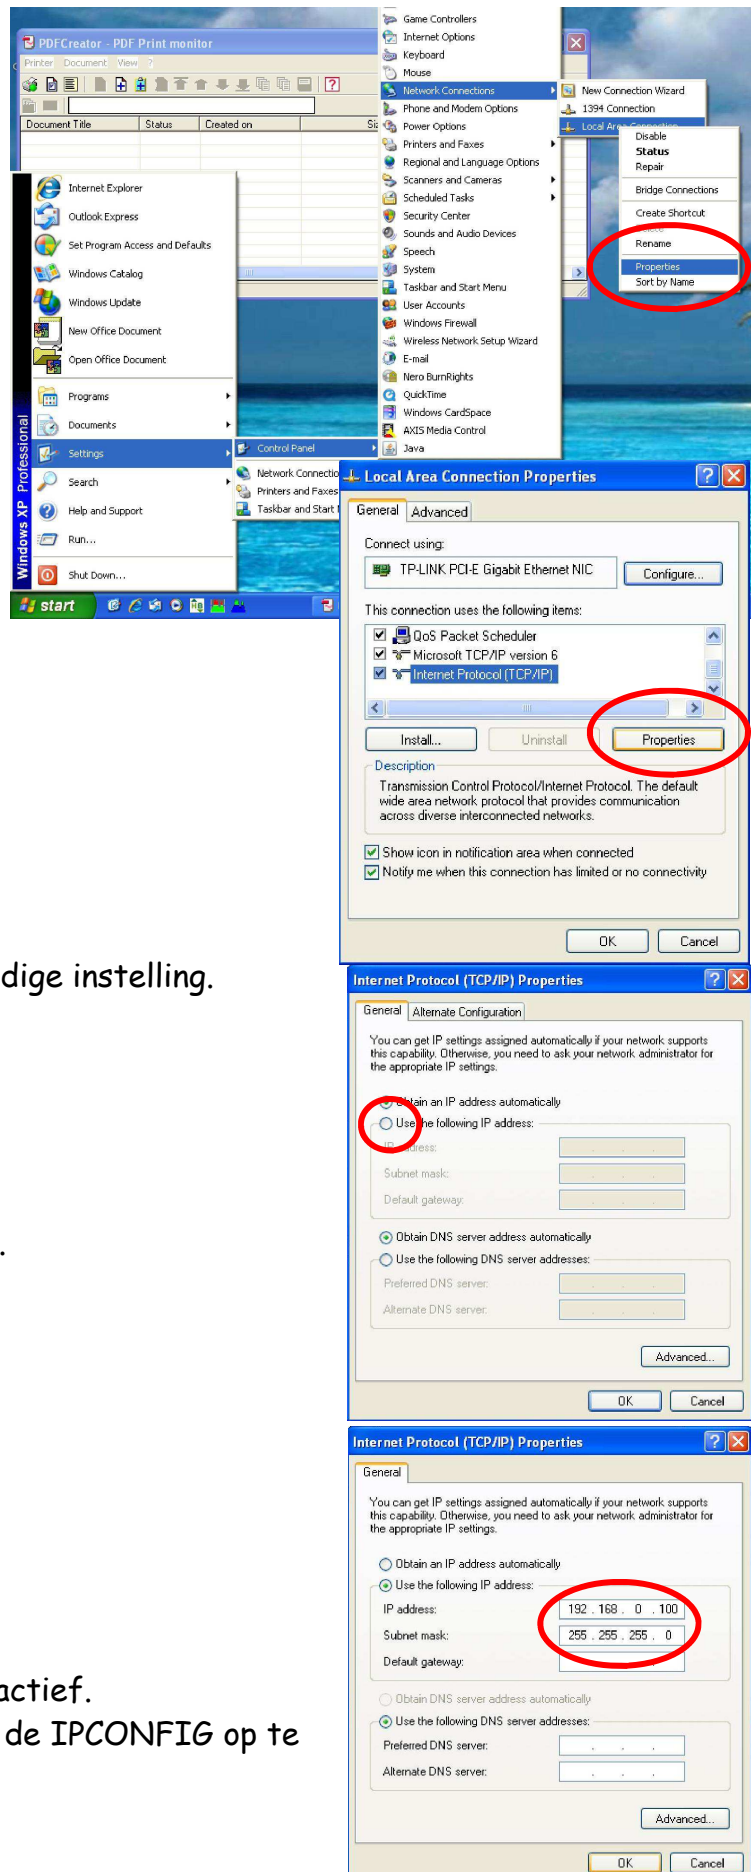 Game Controllers
Internet Options
Keyboard
Mouse
Network Connections
Phone and Modem Options
Power Options
Printers and Faxes
Regional and Language Options
Scanners and Cameras
Scheduled Tasks
Security Center
Sounds and Audio Devices
Speech
System
Taskbar and Start Menu
User Accounts
Windows Firewall
Wireless Network Setup Wizard
E-mail
Nero BurnRights
QuickTime
Windows CardSpace
AXIS Media Control
Java
New Connection Wizard
1394 Connection
Local Area Connection
Disable
Status
Repair
Bridge Connections
Create Shortcut
Delete
Rename
Properties
Sort by Name
PDFCreator - PDF Print monitor
Printer Document View ?
Document Title Status Created on
Internet Explorer
Outlook Express
Set Program Access and Defaults
Windows Catalog
Windows Update
New Office Document
Open Office Document
Programs
Documents
Settings
Search
Help and Support
Run...
Shut Down...
Windows XP Professional
Control Panel
Network Connectio
Printers and Faxes
Taskbar and Start
start
Local Area Connection Properties
General Advanced
Connect using:
TP-LINK PCI-E Gigabit Ethernet NIC
Configure...
This connection uses the following items:
QoS Packet Scheduler
Microsoft TCP/IP version 6
Internet Protocol (TCP/IP)
Install... Uninstall Properties
Description
Transmission Control Protocol/Internet Protocol. The default
wide area network protocol that provides communication
across diverse interconnected networks.
Show icon in notification area when connected
Notify me when this connection has limited or no connectivity
OK Cancel
dige instelling.
Internet Protocol (TCP/IP) Properties
General Alternate Configuration
You can get IP settings assigned automatically if your network supports
this capability. Otherwise, you need to ask your network administrator for
the appropriate IP settings.
Obtain an IP address automatically
Use the following IP address:
IP address:
Subnet mask:
Default gateway:
.
Obtain DNS server address automatically
Use the following DNS server addresses:
Preferred DNS server:
Alternate DNS server:
Advanced...
OK Cancel
Internet Protocol (TCP/IP) Properties
General
You can get IP settings assigned automatically if your network supports
this capability. Otherwise, you need to ask your network administrator for
the appropriate IP settings.
Obtain an IP address automatically
Use the following IP address:
IP address: 192 . 168 . 0 . 100
Subnet mask: 255 . 255 . 255 . 0
Default gateway:
actief.
Obtain DNS server address automatically
Use the following DNS server addresses:
de IPCONFIG op te
Preferred DNS server:
Alternate DNS server:
Advanced...
OK Cancel